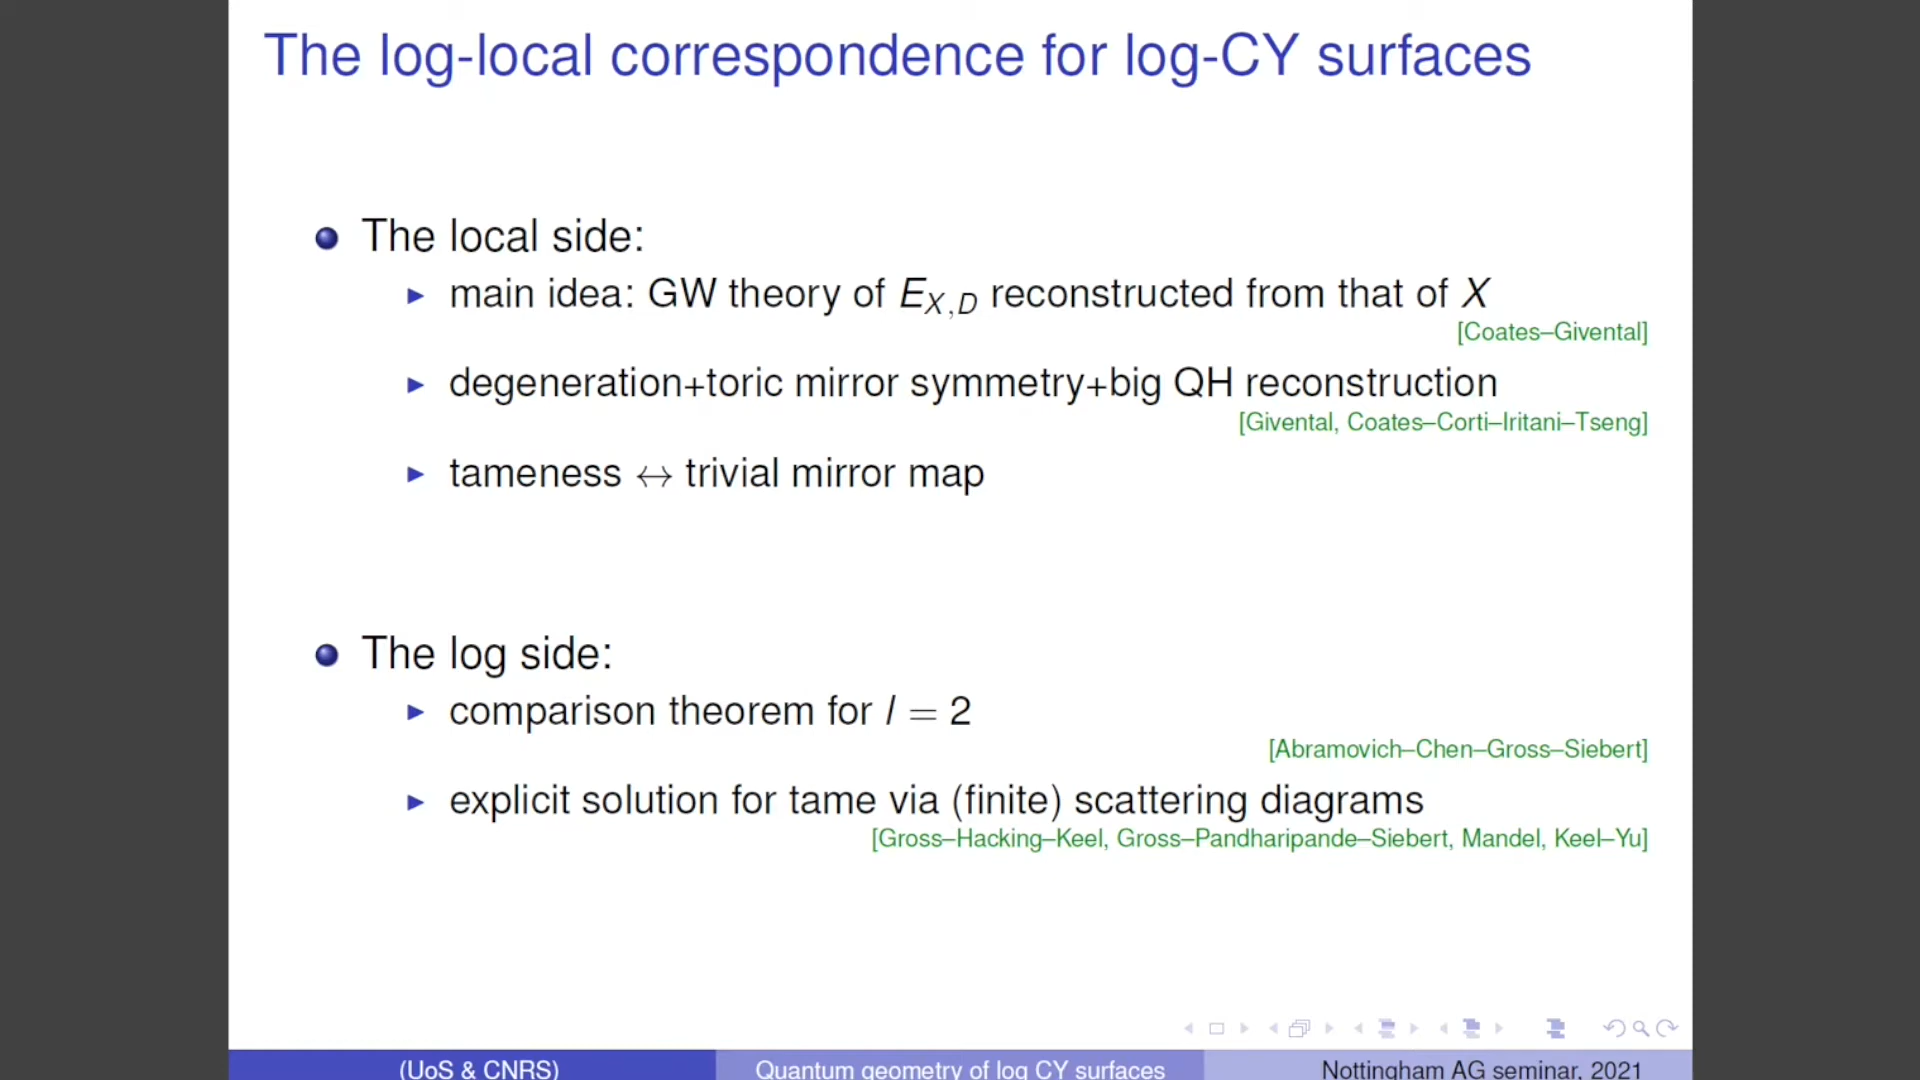 The log-local correspondence for log-CY surfaces
The local side:
main idea: GW theory of E_{X,D} reconstructed from that of X
[Coates–Givental]
degeneration+toric mirror symmetry+big QH reconstruction
[Givental, Coates–Corti–Iritani–Tseng]
tameness ↔ trivial mirror map
The log side:
comparison theorem for l = 2
[Abramovich–Chen–Gross–Siebert]
explicit solution for tame via (finite) scattering diagrams
[Gross–Hacking–Keel, Gross–Pandharipande–Siebert, Mandel, Keel–Yu]
(UoS & CNRS)
Quantum geometry of log CY surfaces
Nottingham AG seminar, 2021